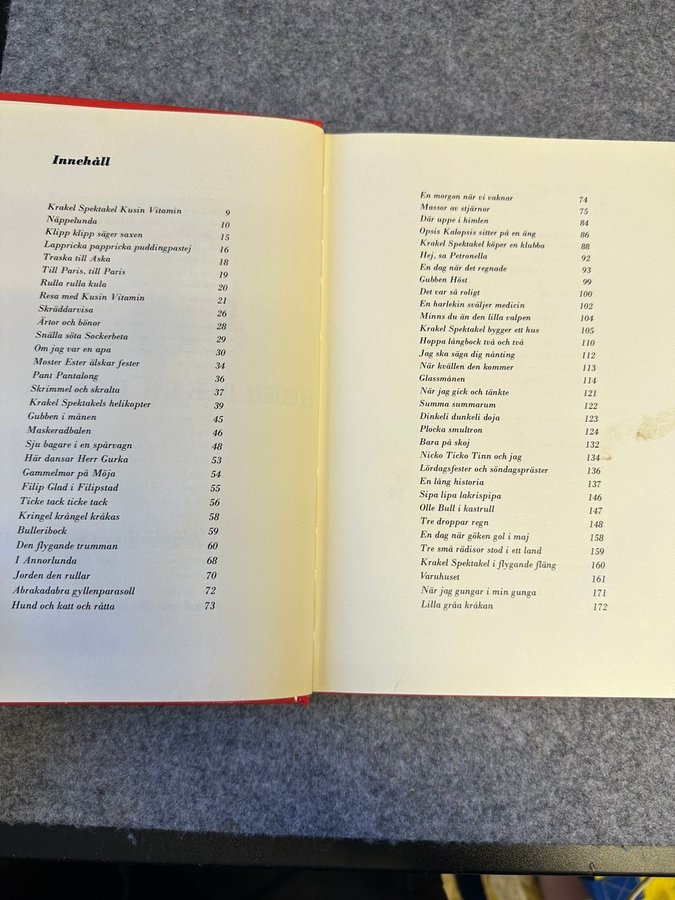 Innehåll
Krakel Spektakel Kusin Vitamin 9
Näppelunda 10
Klipp klipp säger saxen 15
Lappricka pappricka puddingpastej 16
Traska till Aska 18
Till Paris, till Paris 19
Rulla rulla kula 20
Resa med Kusin Vitamin 21
Skräddarvisa 26
Ärtor och bönor 28
Snälla söta Sockerbeta 29
Om jag var en apa 30
Moster Ester älskar fester 34
Pant Pantalong 36
Skrimmel och skralta 37
Krakel Spektakels helikopter 39
Gubben i månen 45
Maskeradbalen 46
Sju bagare i en spårvagn 48
Här dansar Herr Gurka 53
Gammelmor på Möja 54
Filip Glad i Filipstad 55
Ticke tack ticke tack 56
Kringel krångel kråkas 58
Bulleribock 59
Den flygande trumman 60
I Annorlunda 68
Jorden den rullar 70
Abrakadabra gyllenparasoll 72
Hund och katt och råtta 73
En morgon när vi vaknar 74
Massor av stjärnor 75
Där uppe i himlen 84
Opsis Kalopsis sitter på en äng 86
Krakel Spektakel köper en klubba 88
Hej, sa Petronella 92
En dag när det regnade 93
Gubben Höst 99
Det var så roligt 100
En harlekin sväljer medicin 102
Minns du än den lilla valpen 104
Krakel Spektakel bygger ett hus 105
Hoppa långbock två och två 110
Jag ska säga dig nånting 112
När kvällen den kommer 113
Glassmånen 114
När jag gick och tänkte 121
Summa summarum 122
Dinkeli dunkeli doja 123
Plocka smultron 124
Bara på skoj 132
Nicko Ticko Tinn och jag 134
Lördagsfester och söndagspräster 136
En lång historia 137
Sipa lipa lakrispipa 146
Olle Bull i kastrull 147
Tre droppar regn 148
En dag när göken gol i maj 158
Tre små rädisor stod i ett land 159
Krakel Spektakel i flygande fläng 160
Varuhuset 161
När jag gungar i min gunga 171
Lilla gråa kråkan 172